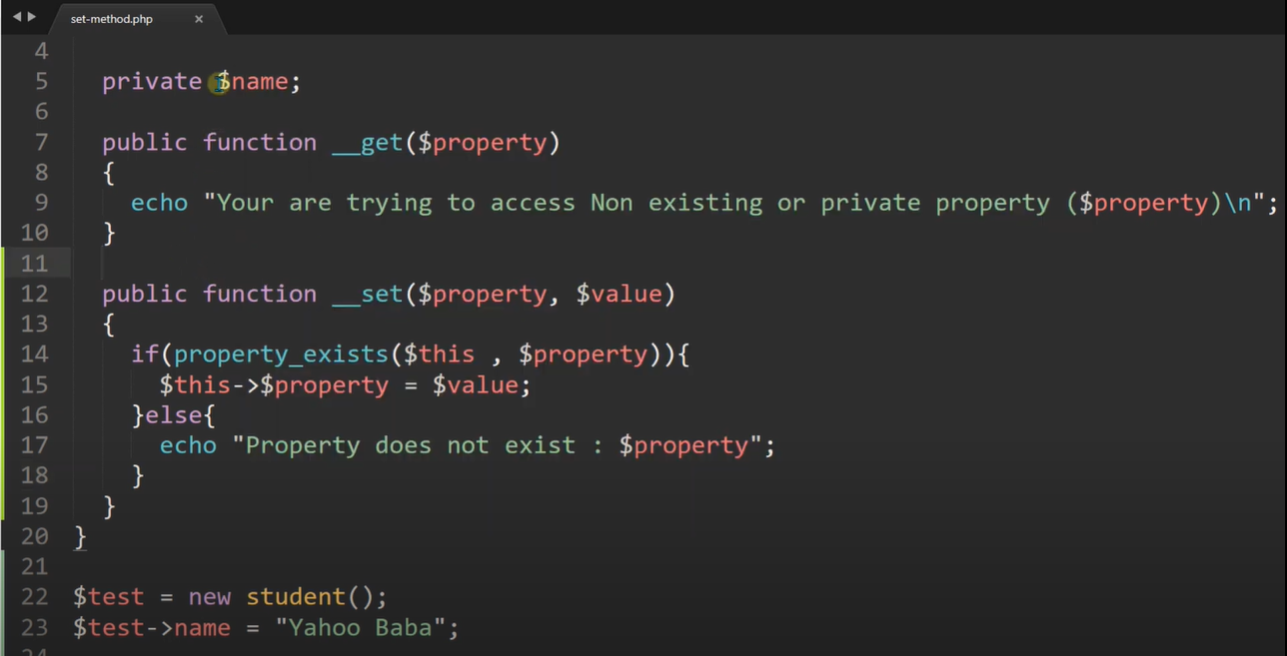 set-method.php ×
4
5 private $name;
6
7 public function __get($property)
8 {
9 echo "Your are trying to access Non existing or private property ($property)\n";
10 }
11
12 public function __set($property, $value)
13 {
14 if(property_exists($this , $property)){
15 $this->$property = $value;
16 }else{
17 echo "Property does not exist : $property";
18 }
19 }
20 }
21
22 $test = new student();
23 $test->name = "Yahoo Baba";
24